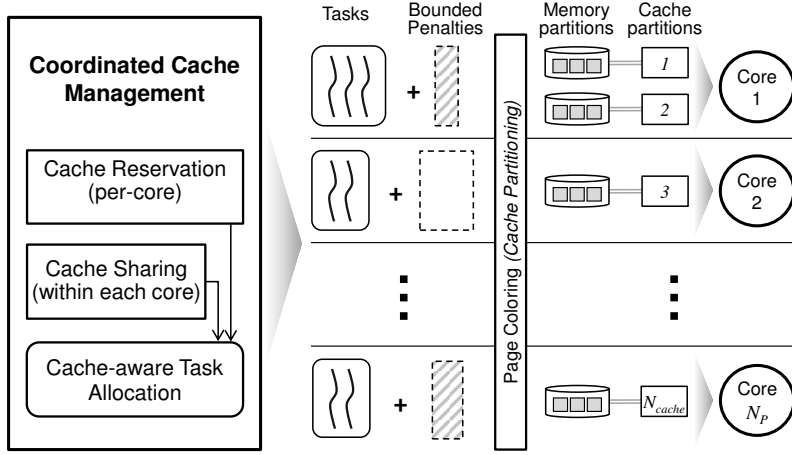 Coordinated Cache
Management
Cache Reservation
(per-core)
Cache Sharing
(within each core)
Cache-aware Task
Allocation
Tasks
Bounded
Penalties
Memory
partitions
Cache
partitions
+
1
2
Core
1
+
3
Core
2
Page Coloring (Cache Partitioning)
+
N_cache
Core
N_P